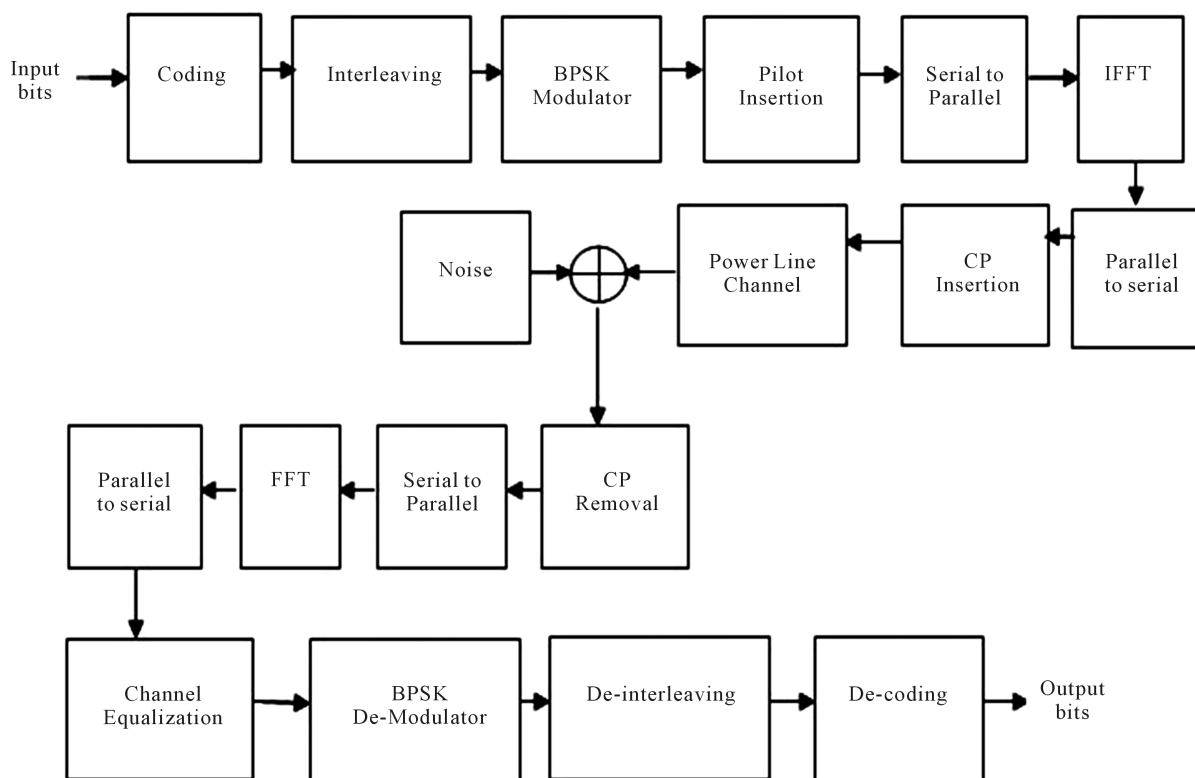 Input
bits
Coding
Interleaving
BPSK
Modulator
Pilot
Insertion
Serial to
Parallel
IFFT
Noise
Power Line
Channel
CP
Insertion
Parallel
to serial
Parallel
to serial
FFT
Serial to
Parallel
CP
Removal
Channel
Equalization
BPSK
De-Modulator
De-interleaving
De-coding
Output
bits